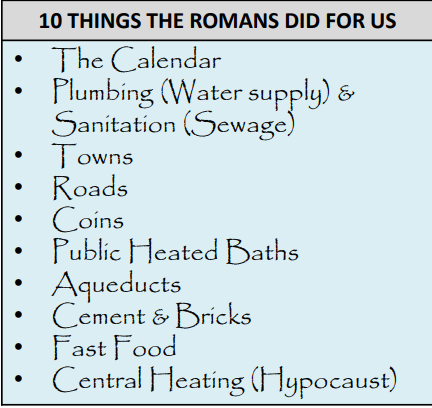 10 THINGS THE ROMANS DID FOR US
• The Calendar
• Plumbing (Water supply) &
Sanitation (Sewage)
• Towns
• Roads
• Coins
• Public Heated Baths
• Aqueducts
• Cement & Bricks
• Fast Food
• Central Heating (Hypocaust)